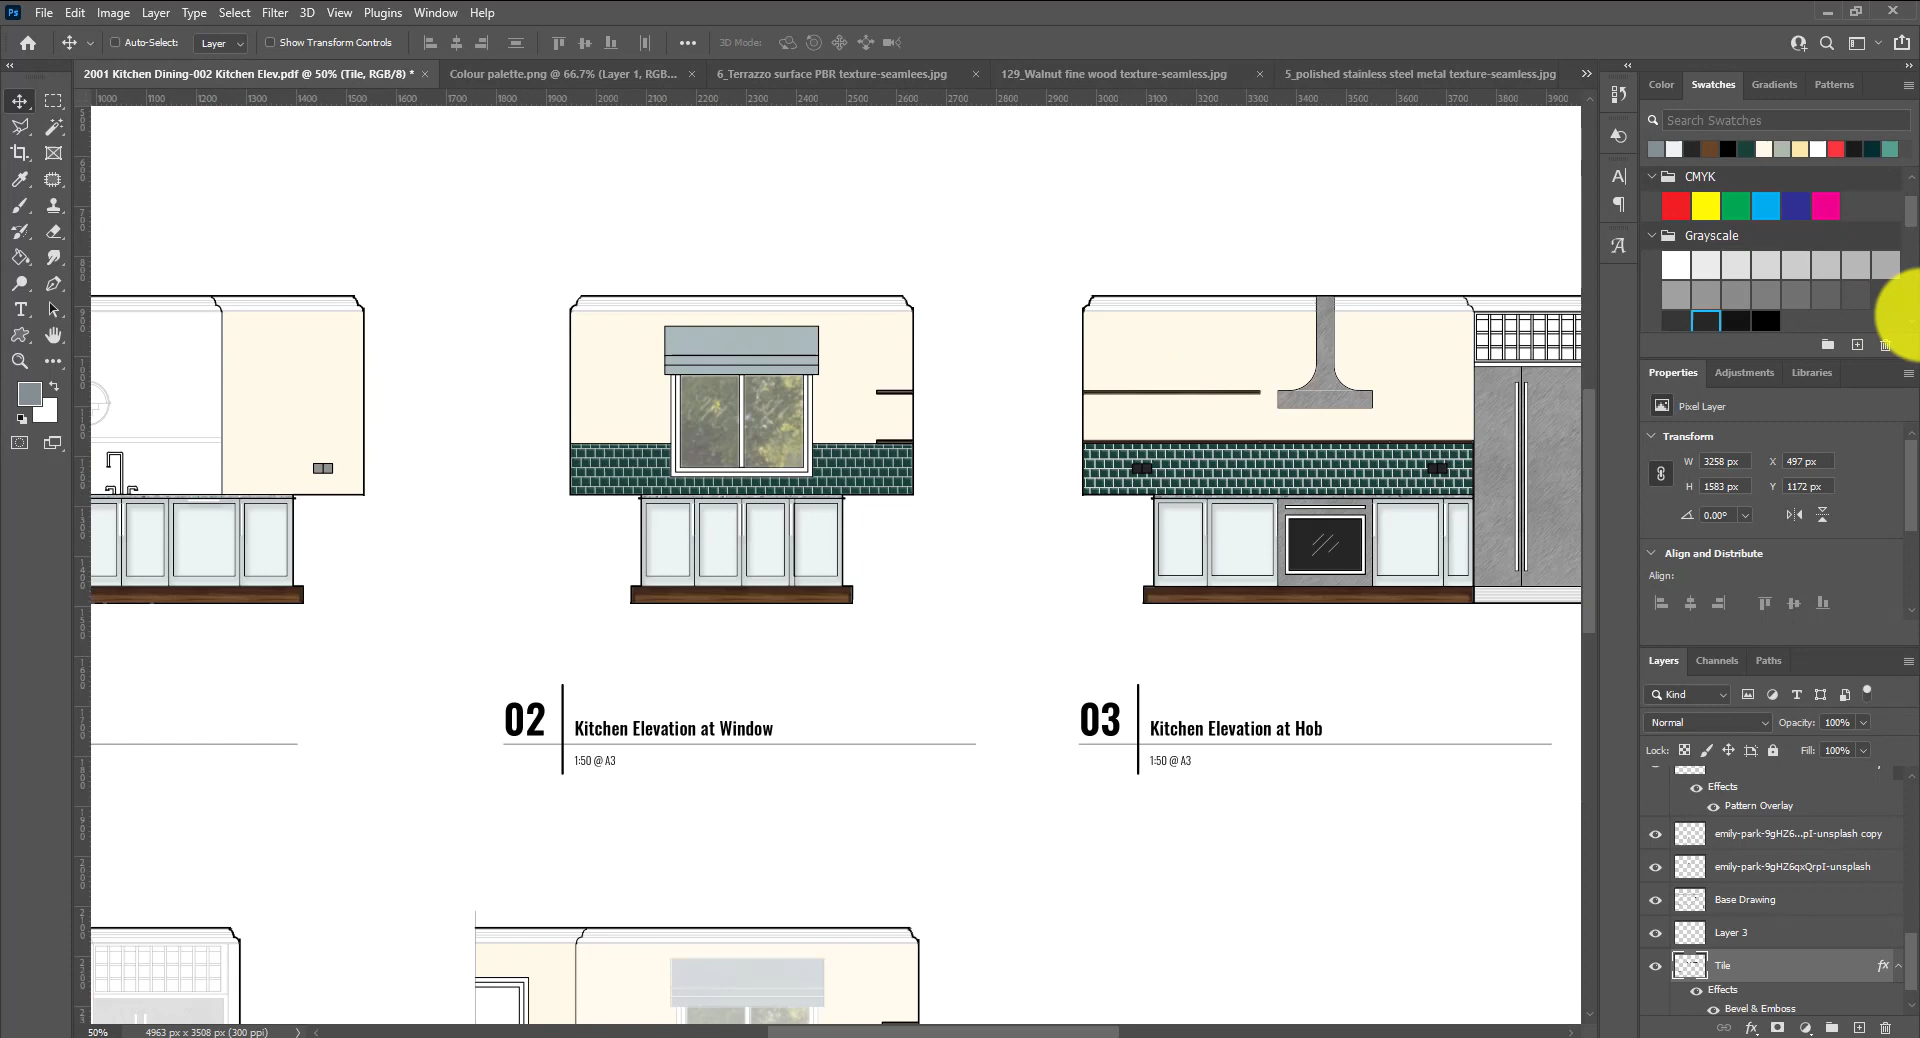 Ps File Edit Image Layer Type Select Filter 3D View Plugins Window Help
Auto-Select: Layer Show Transform Controls 3D Mode:
2001 Kitchen Dining-002 Kitchen Elev.pdf @ 50% (Tile, RGB/8) * Colour palette.png @ 66.7% (Layer 1, RGB... 6_Terrazzo surface PBR texture-seamlees.jpg 129_Walnut fine wood texture-seamless.jpg 5_polished stainless steel metal texture-seamless.jpg
1000 1100 1200 1300 1400 1500 1600 1700 1800 1900 2000 2100 2200 2300 2400 2500 2600 2700 2800 2900 3000 3100 3200 3300 3400 3500 3600 3700 3800 3900
Color Swatches Gradients Patterns
Search Swatches
CMYK
Grayscale
Properties Adjustments Libraries
Pixel Layer
Transform
W 3258 px X 497 px
H 1583 px Y 1172 px
0.00°
Align and Distribute
Align:
Layers Channels Paths
Kind
Normal Opacity: 100%
Lock: Fill: 100%
Effects
Pattern Overlay
emily-park-9gHZ6...pI-unsplash copy
emily-park-9gHZ6qxQrpI-unsplash
Base Drawing
Layer 3
Tile fx
Effects
Bevel & Emboss
02 Kitchen Elevation at Window
1:50 @ A3
03 Kitchen Elevation at Hob
1:50 @ A3
50% 4963 px x 3508 px (300 ppi)